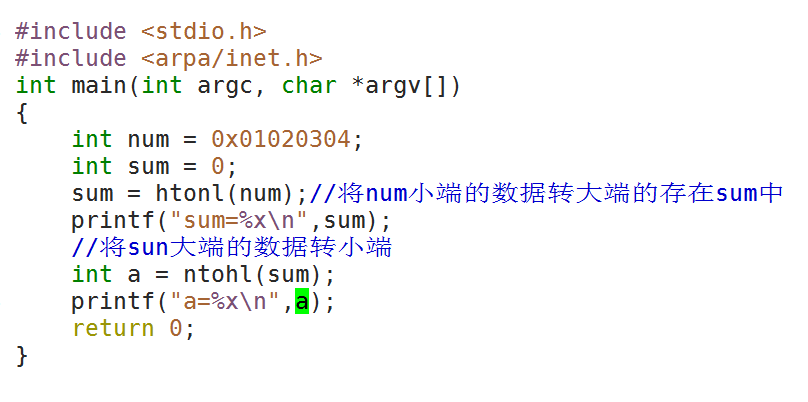 #include <stdio.h>
#include <arpa/inet.h>
int main(int argc, char *argv[])
{
    int num = 0x01020304;
    int sum = 0;
    sum = htonl(num);//将num小端的数据转大端的存在sum中
    printf("sum=%x\n",sum);
    //将sun大端的数据转小端
    int a = ntohl(sum);
    printf("a=%x\n",a);
    return 0;
}